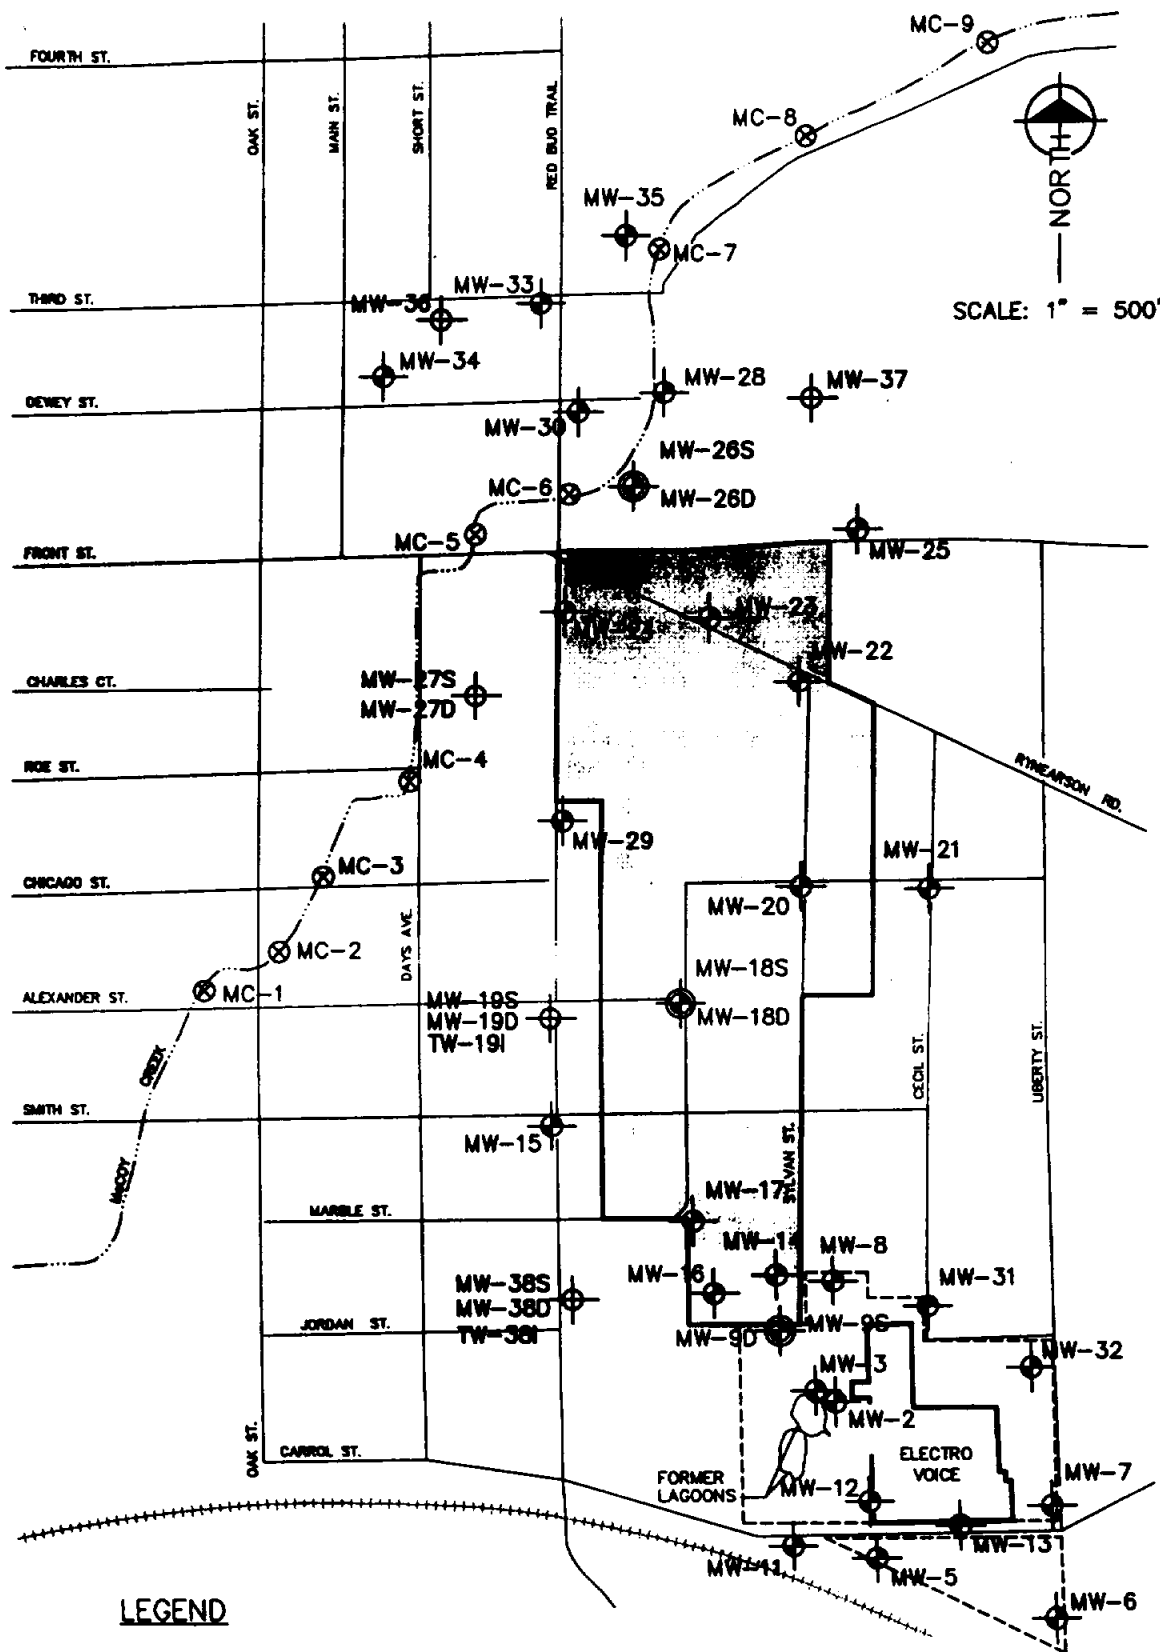 MC-9
FOURTH ST.
OAK ST.
MAIN ST.
SHORT ST.
RED BUD TRAIL
MC-8
NORTH
MW-35
MC-7
THIRD ST.
MW-33
MW-36
SCALE: 1" = 500'
MW-34
MW-28
MW-37
DEWEY ST.
MW-30
MW-26S
MW-26D
MC-6
MC-5
FRONT ST.
MW-25
MW-24
MW-23
MW-22
CHARLES CT.
MW-27S
MW-27D
ROE ST.
MC-4
RYNEARSON RD.
MW-29
MW-21
MC-3
CHICAGO ST.
MW-20
DAYS AVE.
MC-2
MC-1
MW-18S
MW-18D
ALEXANDER ST.
MW-19S
MW-19D
TW-19I
CECIL ST.
LIBERTY ST.
McCOY CREEK
SMITH ST.
MW-15
SYLVAN ST.
MW-17
MARBLE ST.
MW-14
MW-8
MW-16
MW-31
MW-38S
MW-38D
TW-38I
JORDAN ST.
MW-9D
MW-9S
MW-32
MW-3
MW-2
OAK ST.
CARROL ST.
ELECTRO
VOICE
FORMER
LAGOONS
MW-12
MW-7
MW-13
MW-11
MW-5
MW-6
LEGEND